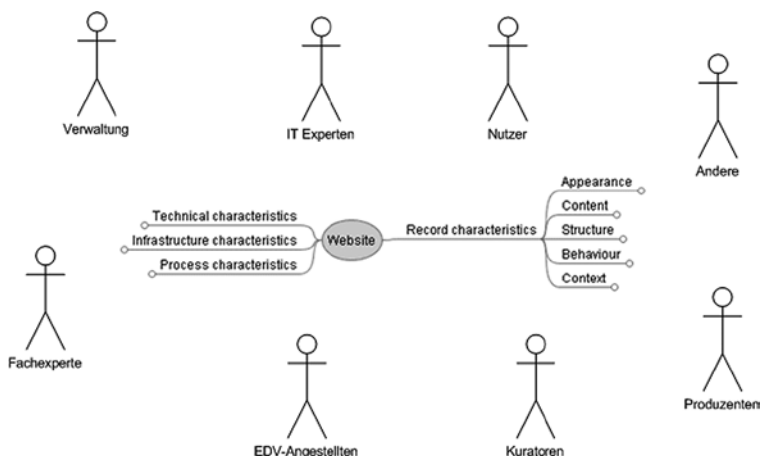 Verwaltung
IT Experten
Nutzer
Andere
Appearance
Content
Structure
Behaviour
Context
Technical characteristics
Infrastructure characteristics
Process characteristics
Website
Record characteristics
Fachexperte
EDV-Angestellten
Kuratoren
Produzenten